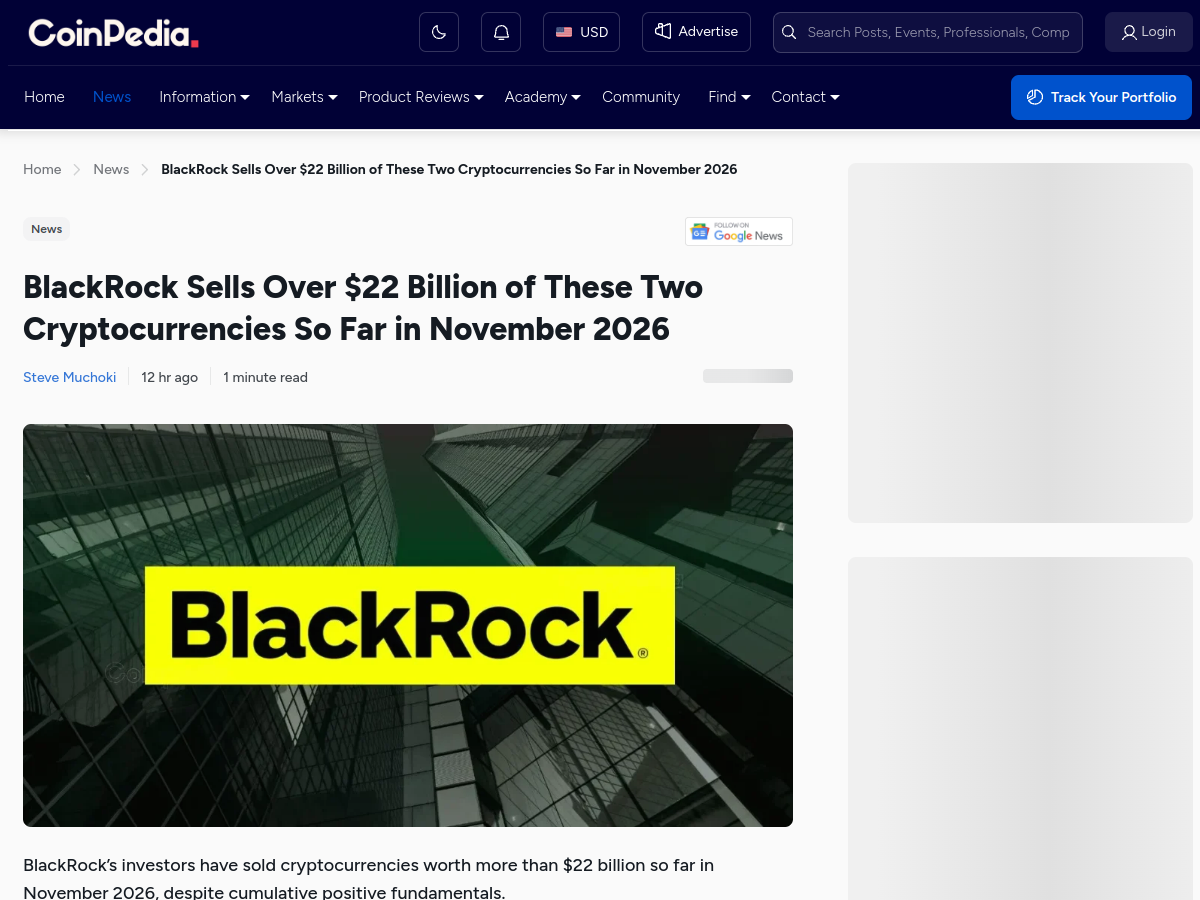 CoinPedia.
USD
Advertise
Search Posts, Events, Professionals, Comp
Login
Home
News
Information
Markets
Product Reviews
Academy
Community
Find
Contact
Track Your Portfolio
Home
News
BlackRock Sells Over $22 Billion of These Two Cryptocurrencies So Far in November 2026
News
FOLLOW ON
Google News
BlackRock Sells Over $22 Billion of These Two
Cryptocurrencies So Far in November 2026
Steve Muchoki
12 hr ago
1 minute read
BlackRock®
BlackRock’s investors have sold cryptocurrencies worth more than $22 billion so far in
November 2026, despite cumulative positive fundamentals.